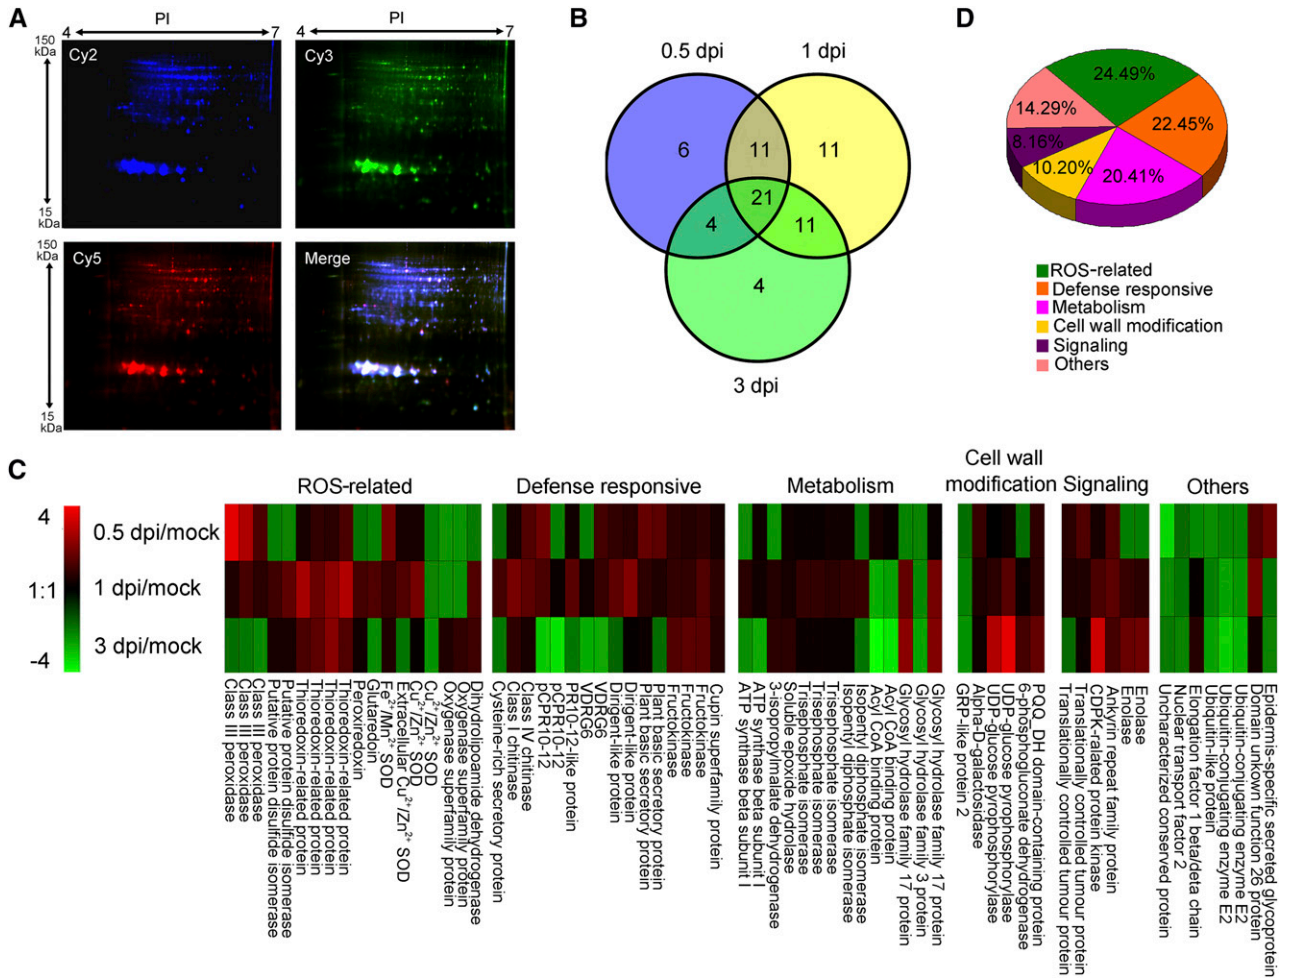 A
PI
PI
4
7
4
7
150
kDa
Cy2
Cy3
15
kDa
150
kDa
Cy5
Merge
15
kDa
B
0.5 dpi
1 dpi
6
11
11
21
4
11
4
3 dpi
D
24.49%
22.45%
20.41%
10.20%
8.16%
14.29%
ROS-related
Defense responsive
Metabolism
Cell wall modification
Signaling
Others
C
4
1:1
-4
0.5 dpi/mock
1 dpi/mock
3 dpi/mock
ROS-related
Defense responsive
Metabolism
Cell wall
modification
Signaling
Others
Class III peroxidase
Class III peroxidase
Class III peroxidase
Putative protein disulfide isomerase
Putative protein disulfide isomerase
Thioredoxin-related protein
Thioredoxin-related protein
Thioredoxin-related protein
Thioredoxin-related protein
Peroxiredoxin
Glutaredoin
Fe²⁺/Mn²⁺ SOD
Extracellular Cu²⁺/Zn²⁺ SOD
Cu²⁺/Zn²⁺ SOD
Cu²⁺/Zn²⁺ SOD
Oxygenase superfamily protein
Oxygenase superfamily protein
Dihydrolipoamide dehydrogenase
Cysteine-rich secretory protein
Class I chitinase
Class IV chitinase
pCPR10-12
pCPR10-12
PR10-12-like protein
VDRG6
VDRG6
Dirigent-like protein
Dirigent-like protein
Plant basic secretory protein
Plant basic secretory protein
Fructokinase
Fructokinase
Fructokinase
Cupin superfamily protein
ATP synthase beta subunit I
ATP synthase beta subunit I
3-isopropylmalate dehydrogenase
Soluble epoxide hydrolase
Trisephosphate isomerase
Trisephosphate isomerase
Trisephosphate isomerase
Isopentyl diphosphate isomerase
Isopentyl diphosphate isomerase
Acyl CoA binding protein
Acyl CoA binding protein
Glycosyl hydrolase family 17 protein
Glycosyl hydrolase family 3 protein
Glycosyl hydrolase family 17 protein
GRP-like protein 2
Alpha-D-galactosidase
UDP-glucose pyrophosphorylase
UDP-glucose pyrophosphorylase
6-phosphogluconate dehydrogenase
PQQ_DH domain-containing protein
Translationally controlled tumour protein
Translationally controlled tumour protein
CDPK-ralated protein kinase
Ankyrin repeat family protein
Enolase
Enolase
Uncharacterized conserved protein
Nuclear transport factor 2
Elongation factor 1 beta/deta chain
Ubiquitin-like protein
Ubiquitin-conjugating enzyme E2
Ubiquitin-conjugating enzyme E2
Domain unknown function 26 protein
Epidermis-specific secreted glycoprotein